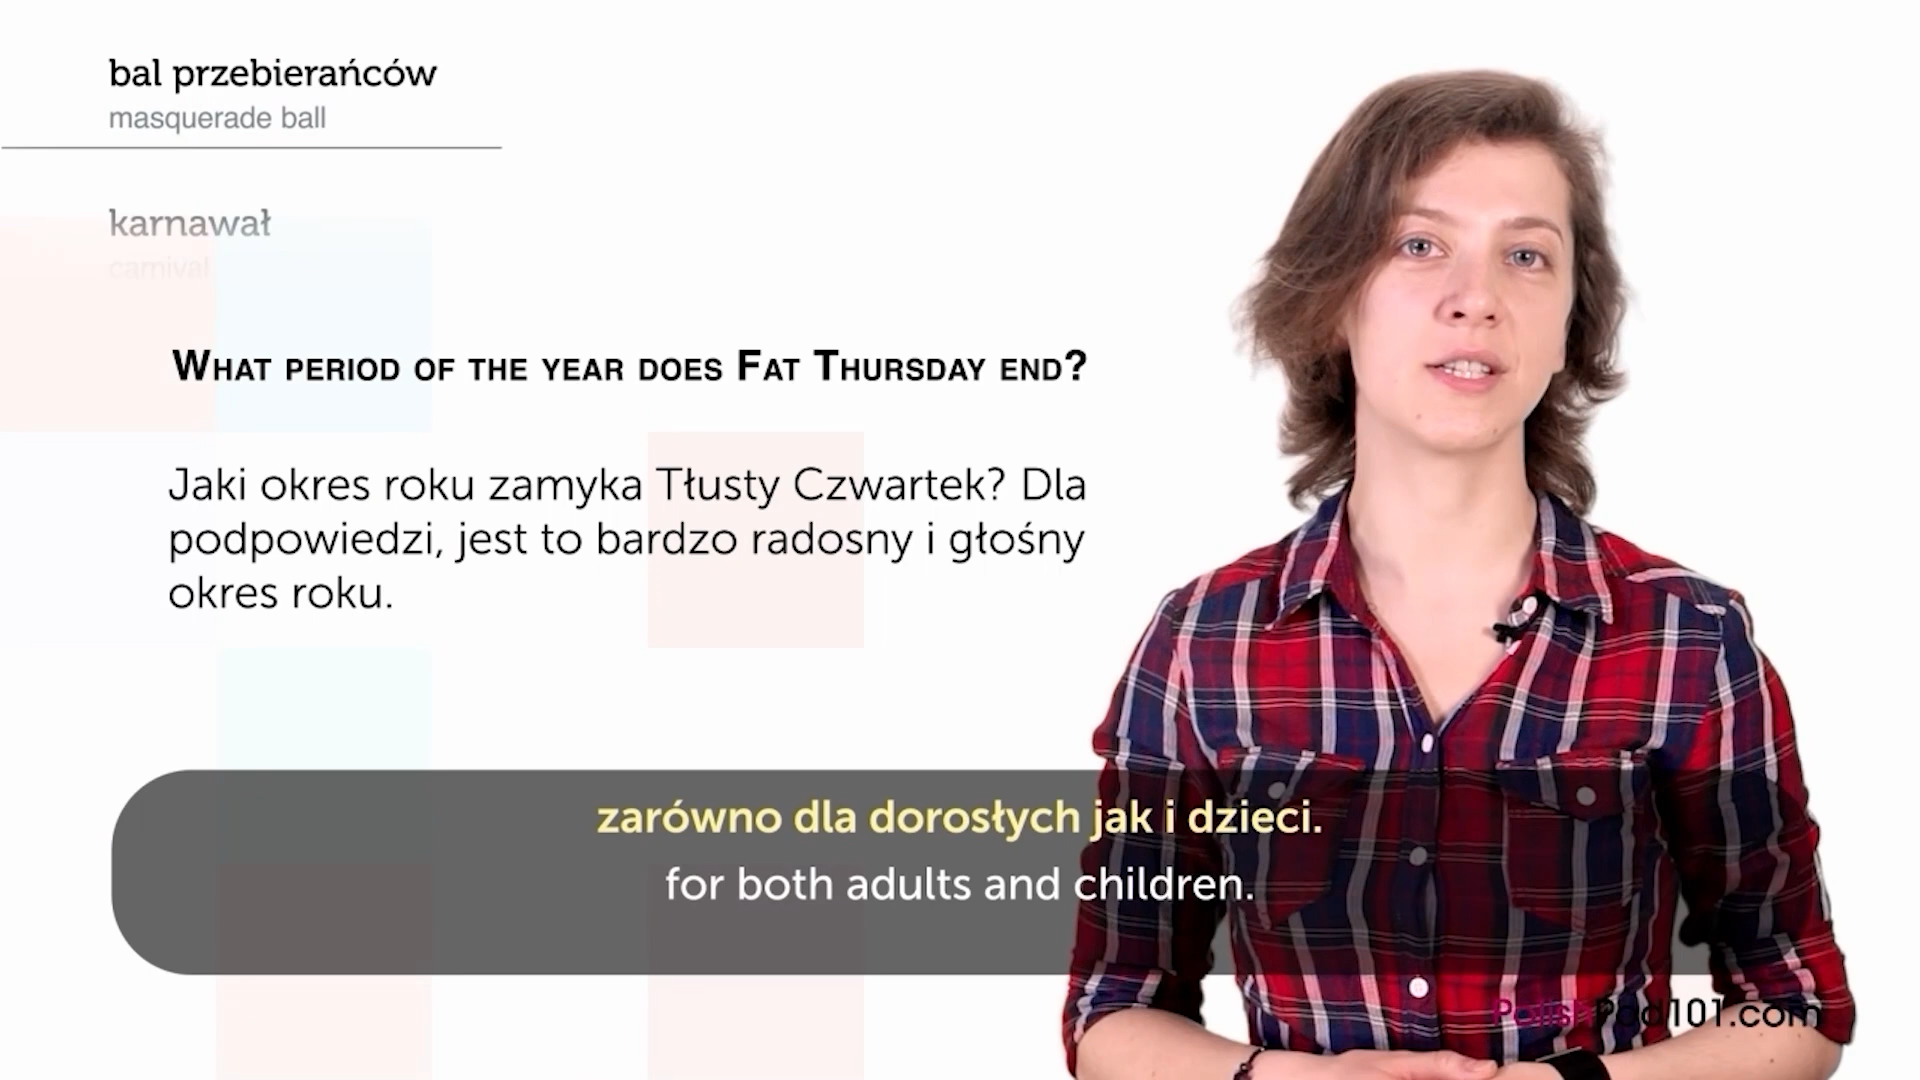 bal przebierańców
masquerade ball
karnawał
carnival
What period of the year does Fat Thursday end?
Jaki okres roku zamyka Tłusty Czwartek? Dla
podpowiedzi, jest to bardzo radosny i głośny
okres roku.
zarówno dla dorosłych jak i dzieci.
for both adults and children.
PolishPod101.com